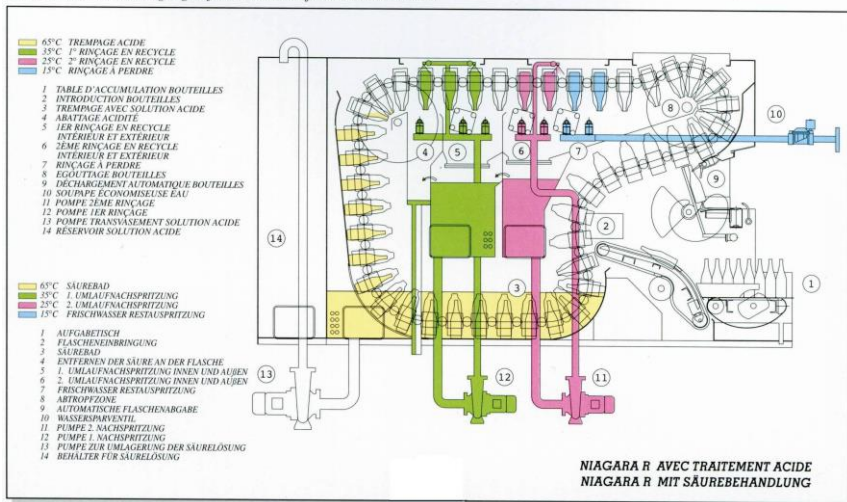 65°C TREMPAGE ACIDE
35°C 1° RINÇAGE EN RECYCLE
25°C 2° RINÇAGE EN RECYCLE
15°C RINÇAGE À PERDRE
1 TABLE D'ACCUMULATION BOUTEILLES
2 INTRODUCTION BOUTEILLES
3 TREMPAGE AVEC SOLUTION ACIDE
4 ABATTAGE ACIDITÉ
5 1ER RINÇAGE EN RECYCLE
INTÉRIEUR ET EXTÉRIEUR
6 2ÈME RINÇAGE EN RECYCLE
INTÉRIEUR ET EXTÉRIEUR
7 RINÇAGE À PERDRE
8 EGOUTTAGE BOUTEILLES
9 DÉCHARGEMENT AUTOMATIQUE BOUTEILLES
10 SOUPAPE ÉCONOMISEUSE EAU
11 POMPE 2ÈME RINÇAGE
12 POMPE 1ER RINÇAGE
13 POMPE TRANSVASEMENT SOLUTION ACIDE
14 RÉSERVOIR SOLUTION ACIDE
65°C SÄUREBAD
35°C 1. UMLAUFNACHSPRITZUNG
25°C 2. UMLAUFNACHSPRITZUNG
15°C FRISCHWASSER RESTAUSPRITZUNG
1 AUFGABETISCH
2 FLASCHENEINBRINGUNG
3 SÄUREBAD
4 ENTFERNEN DER SÄURE AN DER FLASCHE
5 1. UMLAUFNACHSPRITZUNG INNEN UND AUßEN
6 2. UMLAUFNACHSPRITZUNG INNEN UND AUßEN
7 FRISCHWASSER RESTAUSPRITZUNG
8 ABTROPFZONE
9 AUTOMATISCHE FLASCHENABGABE
10 WASSERSPARVENTIL
11 PUMPE 2. NACHSPRITZUNG
12 PUMPE 1. NACHSPRITZUNG
13 PUMPE ZUR UMLAGERUNG DER SÄURELÖSUNG
14 BEHÄLTER FÜR SÄURELÖSUNG
4
5
6
7
8
10
9
14
2
3
1
13
12
11
NIAGARA R AVEC TRAITEMENT ACIDE
NIAGARA R MIT SÄUREBEHANDLUNG